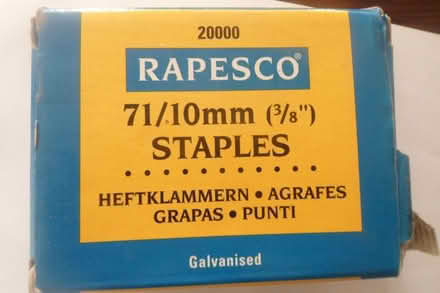 20000
RAPESCO®
71/10mm (3/8")
STAPLES
HEFTKLAMMERN • AGRAFES
GRAPAS • PUNTI
Galvanised